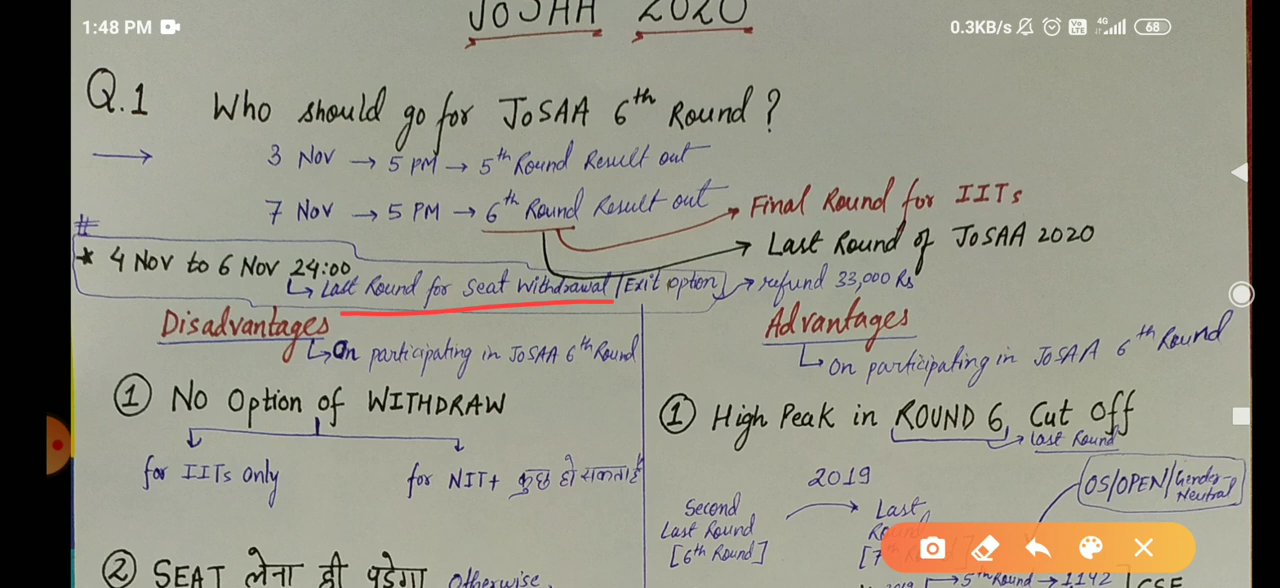 1:48 PM
0.3KB/s
4G
68
JOSAA 2020
Q.1 Who should go for JOSAA 6th Round?
3 Nov → 5 PM → 5th Round Result out
7 Nov → 5 PM → 6th Round Result out
Final Round for IITs
Last Round of JOSAA 2020
#
* 4 Nov to 6 Nov 24:00
Last Round for Seat Withdrawal / Exit option → refund 33,000 Rs
Disadvantages
On participating in JOSAA 6th Round
① No Option of WITHDRAW
for IITs Only
for NIT+ कुछ हो सकता है
② SEAT लेना ही पड़ेगा Otherwise
Advantages
On participating in JOSAA 6th Round
① High Peak in ROUND 6, Cut Off
Last Round
2019
OS/OPEN/Gender-
Neutral
Second
Last Round
[6th Round]
→ Last
5th Round → 1142
CSE